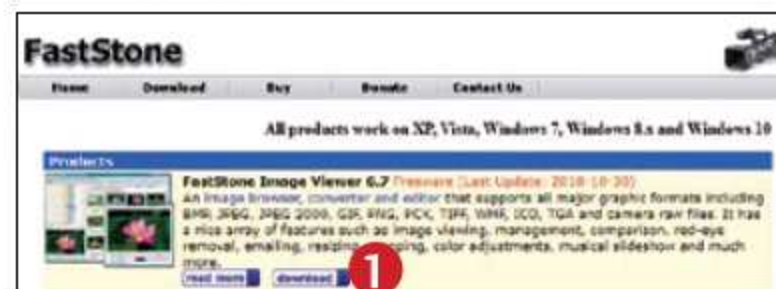 FastStone
Home Download Buy Donate Contact Us
All products work on XP, Vista, Windows 7, Windows 8.x and Windows 10
Products
FastStone Image Viewer 6.7 Freeware (Last Update: 2018-10-30)
An image browser, converter and editor that supports all major graphic formats including
BMP, JPEG, JPEG 2000, GIF, PNG, PCX, TIFF, WMF, ICO, TGA and camera raw files. It has
a nice array of features such as image viewing, management, comparison, red-eye
removal, emailing, resizing, color adjustments, musical slideshow and much
more.
read more download 1